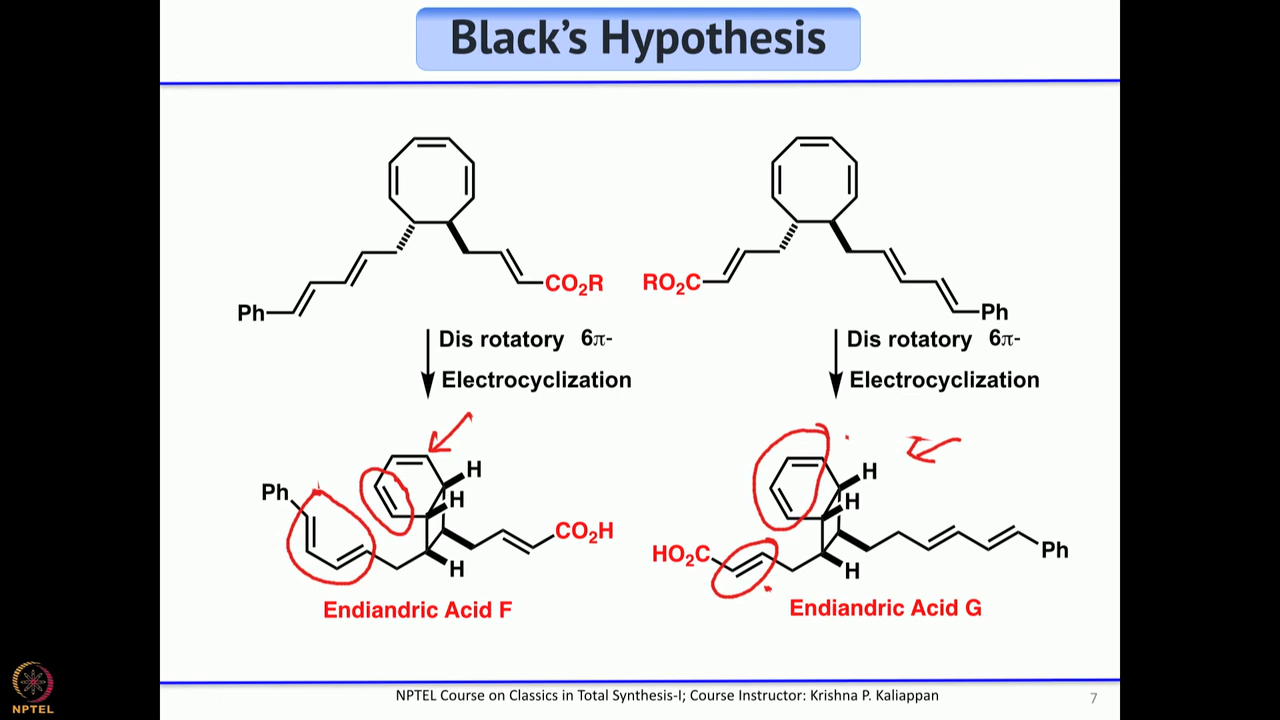 Black's Hypothesis
CO₂R
Ph
RO₂C
Ph
Dis rotatory 6π-
Electrocyclization
Dis rotatory 6π-
Electrocyclization
Ph
H
H
CO₂H
H
Endiandric Acid F
H
H
HO₂C
Ph
H
Endiandric Acid G
NPTEL
NPTEL Course on Classics in Total Synthesis-I; Course Instructor: Krishna P. Kaliappan
7